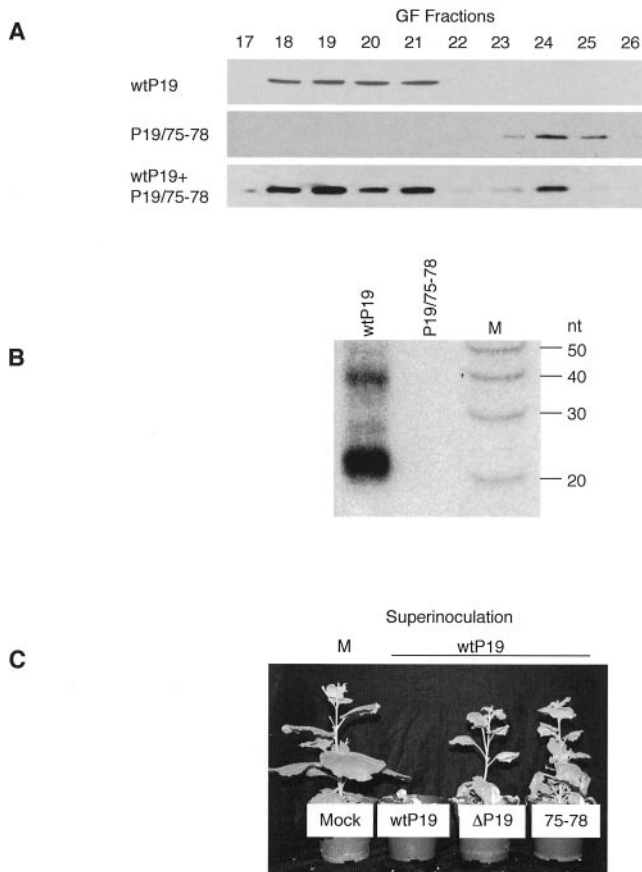 A
GF Fractions
17 18 19 20 21 22 23 24 25 26
wtP19
P19/75-78
wtP19+
P19/75-78
B
wtP19
P19/75-78
M
nt
50
40
30
20
C
Superinoculation
M
wtP19
Mock
wtP19
ΔP19
75-78